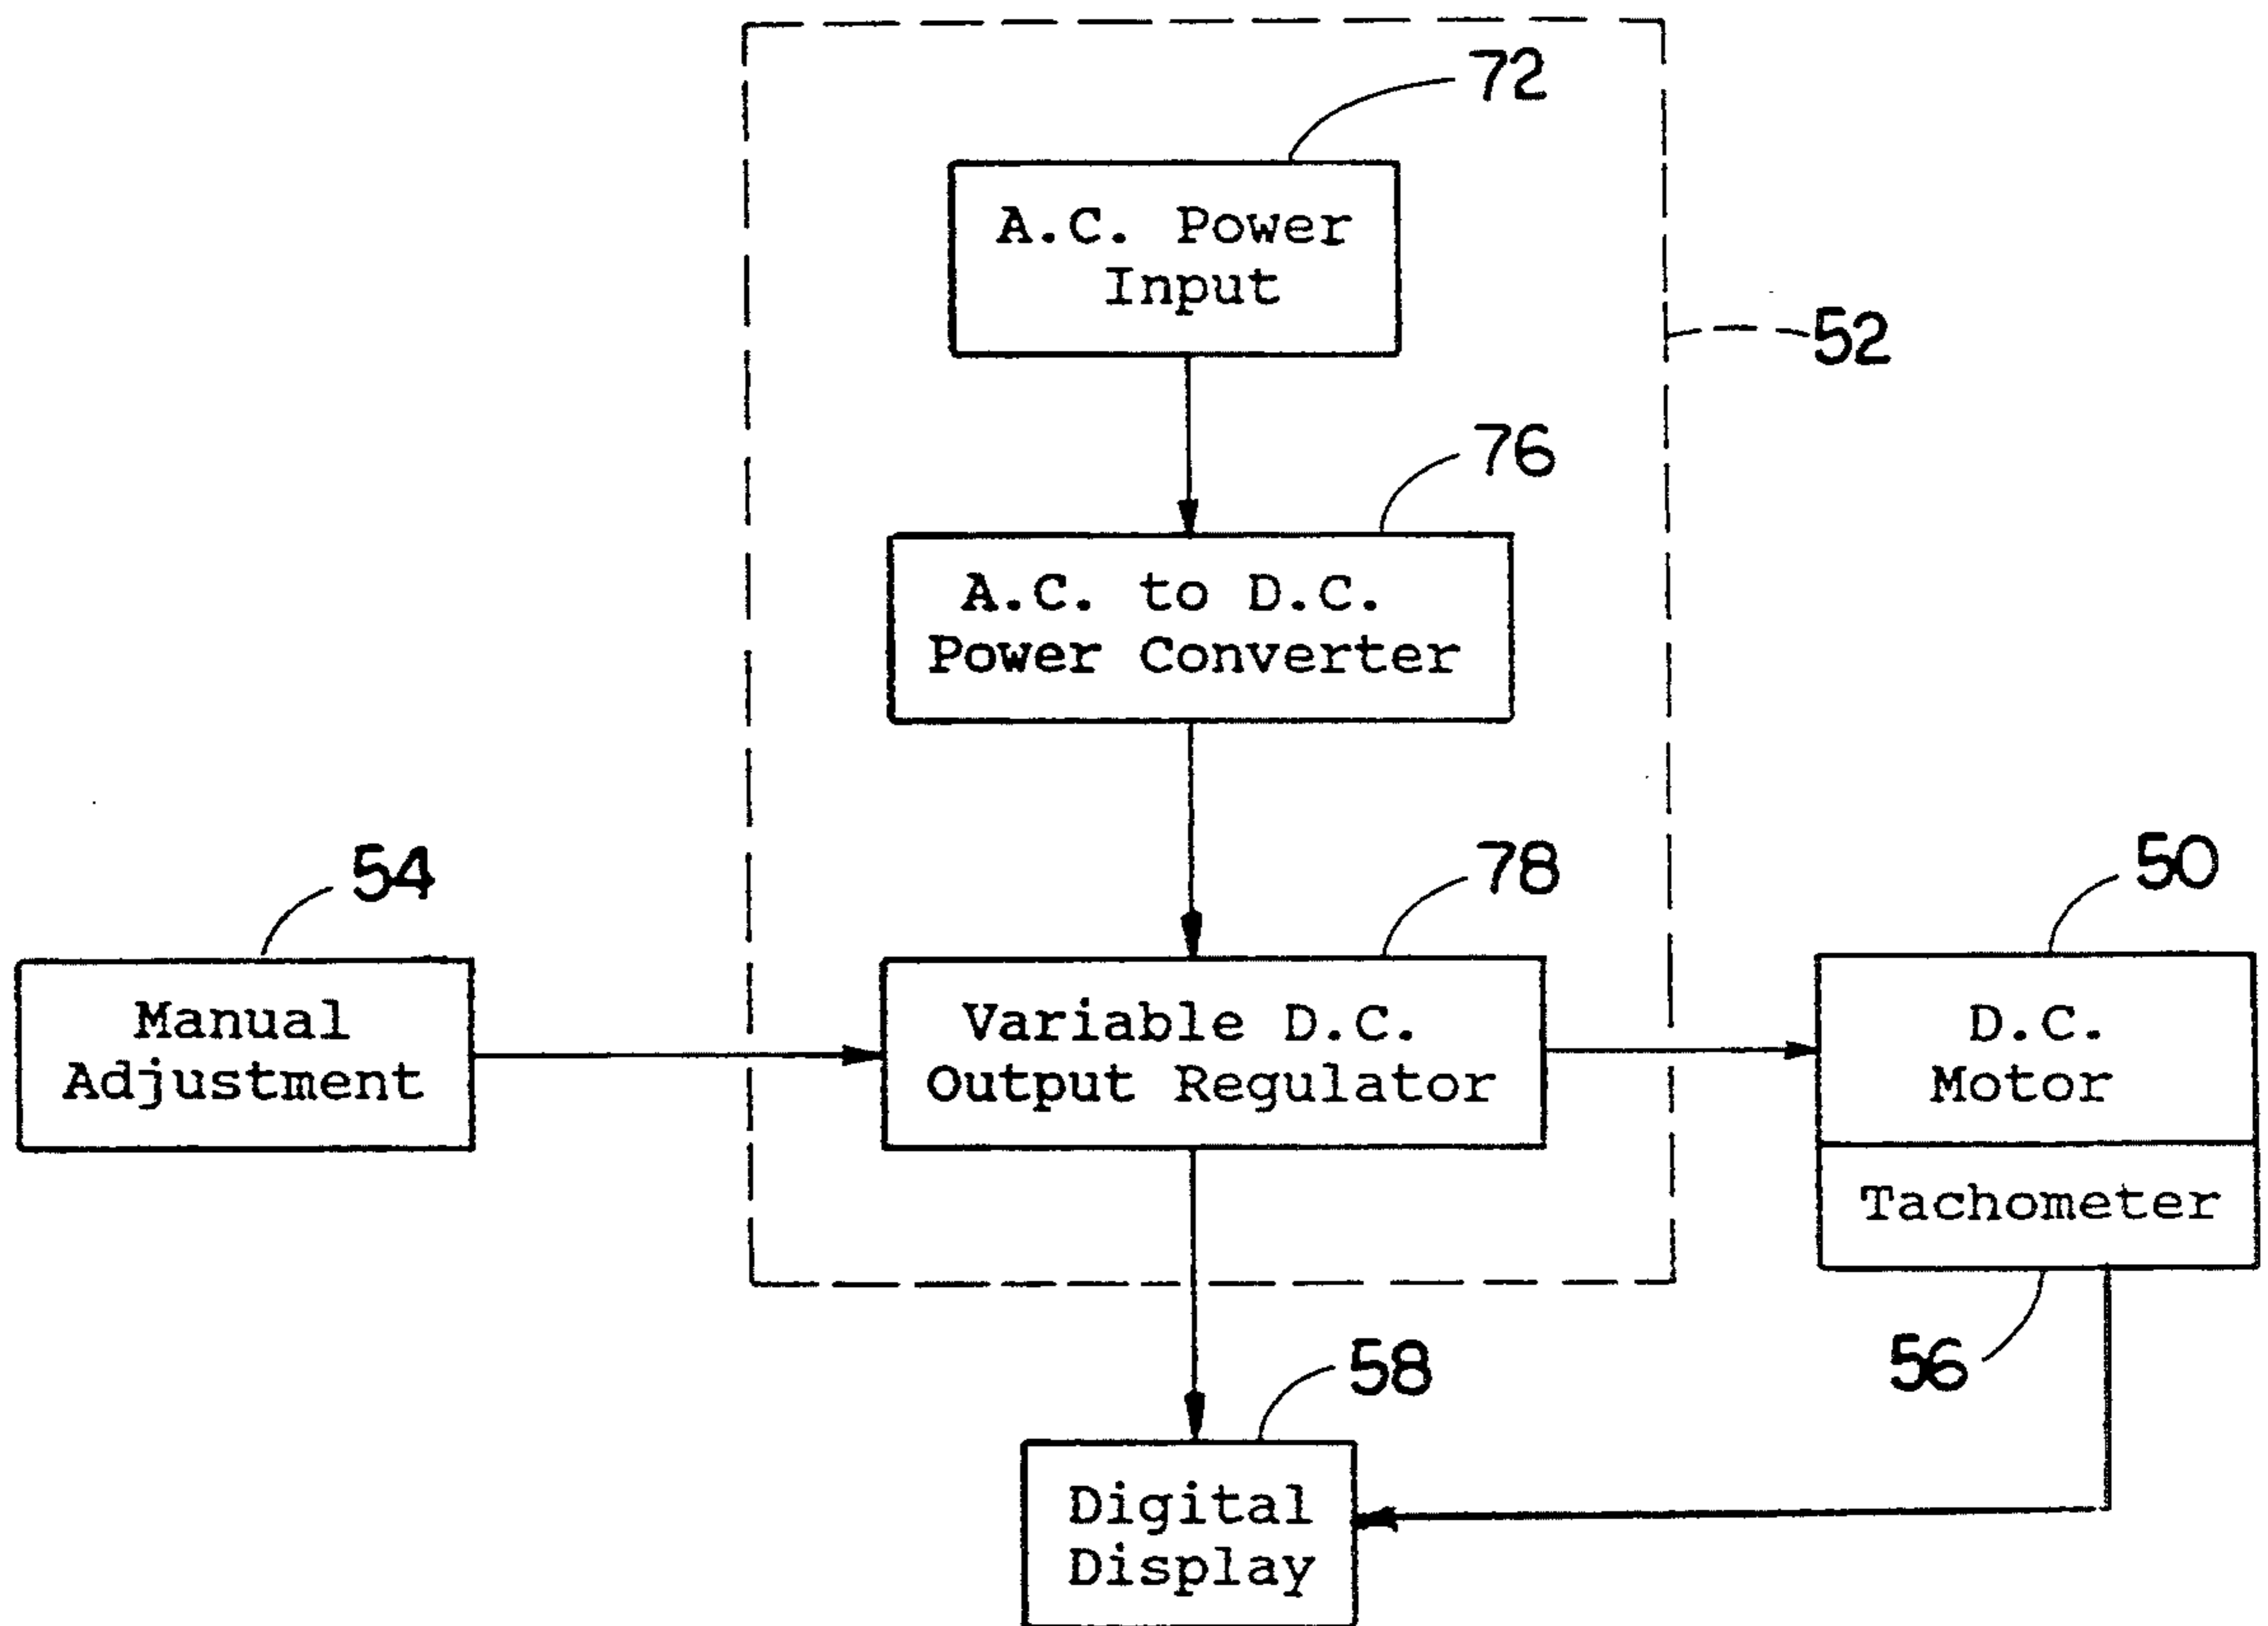 72
A.C. Power
Input
52
76
A.C. to D.C.
Power Converter
54
78
50
Manual
Adjustment
Variable D.C.
Output Regulator
D.C.
Motor
Tachometer
58
56
Digital
Display